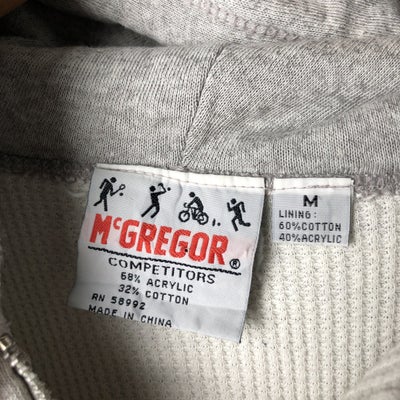 McGREGOR®
COMPETITORS
68% ACRYLIC
32% COTTON
RN 58992
MADE IN CHINA
M
LINING:
60%COTTON
40%ACRYLIC